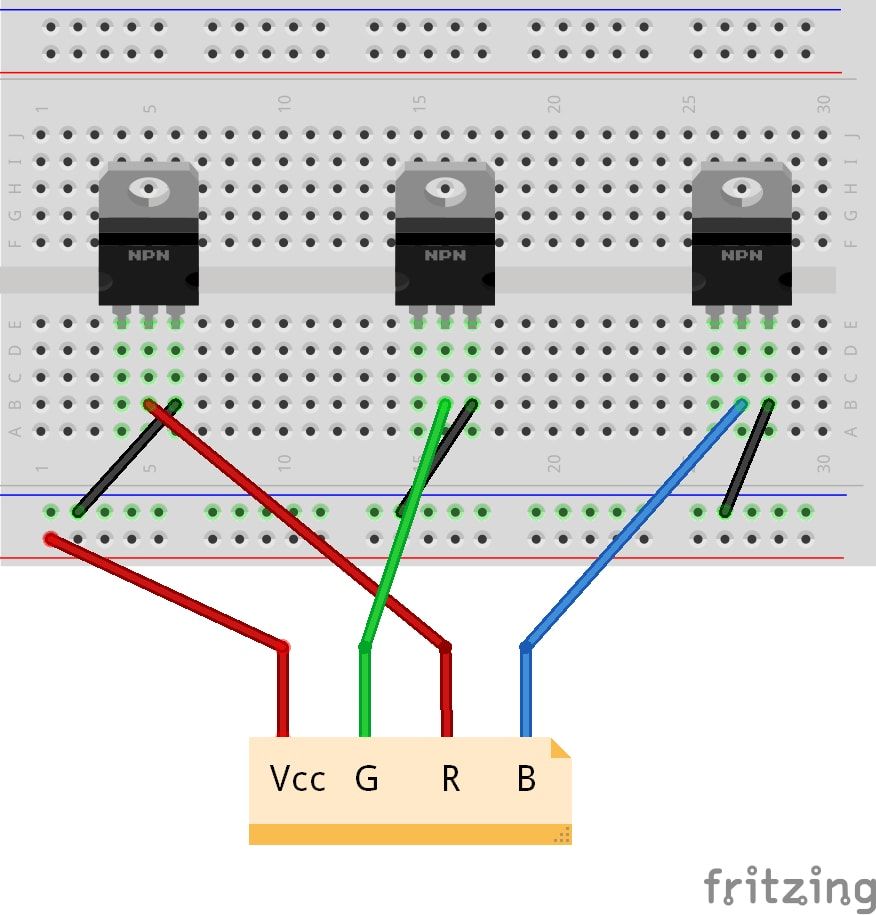 1 5 10 15 20 25 30
J J
I I
H H
G G
F F
NPN NPN NPN
E E
D D
C C
B B
A A
1 5 10 15 20 25 30
Vcc G R B
fritzing